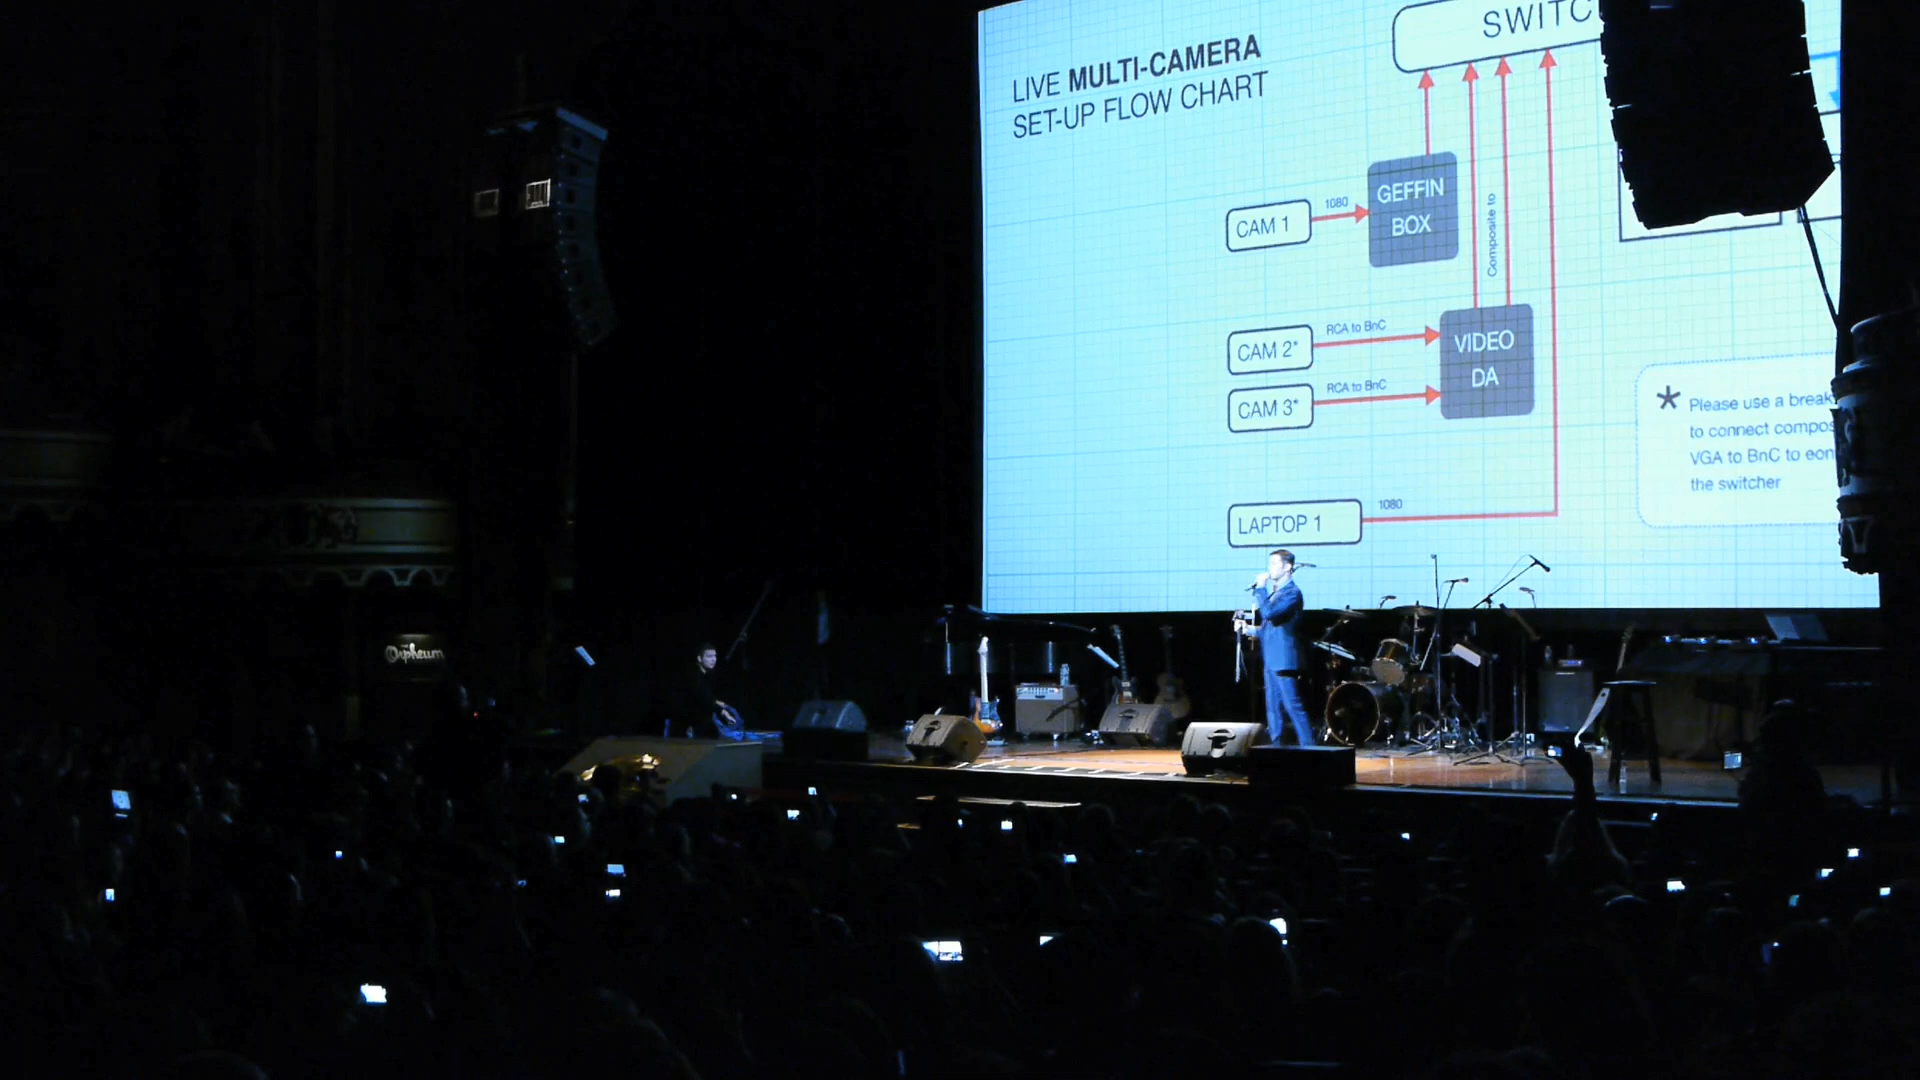 LIVE MULTI-CAMERA
SET-UP FLOW CHART
SWITC
GEFFIN
BOX
CAM 1
1080
Composite to
VIDEO
DA
CAM 2*
RCA to BnC
CAM 3*
RCA to BnC
LAPTOP 1
1080
* Please use a break
to connect compos
VGA to BnC to eon
the switcher
Orpheum